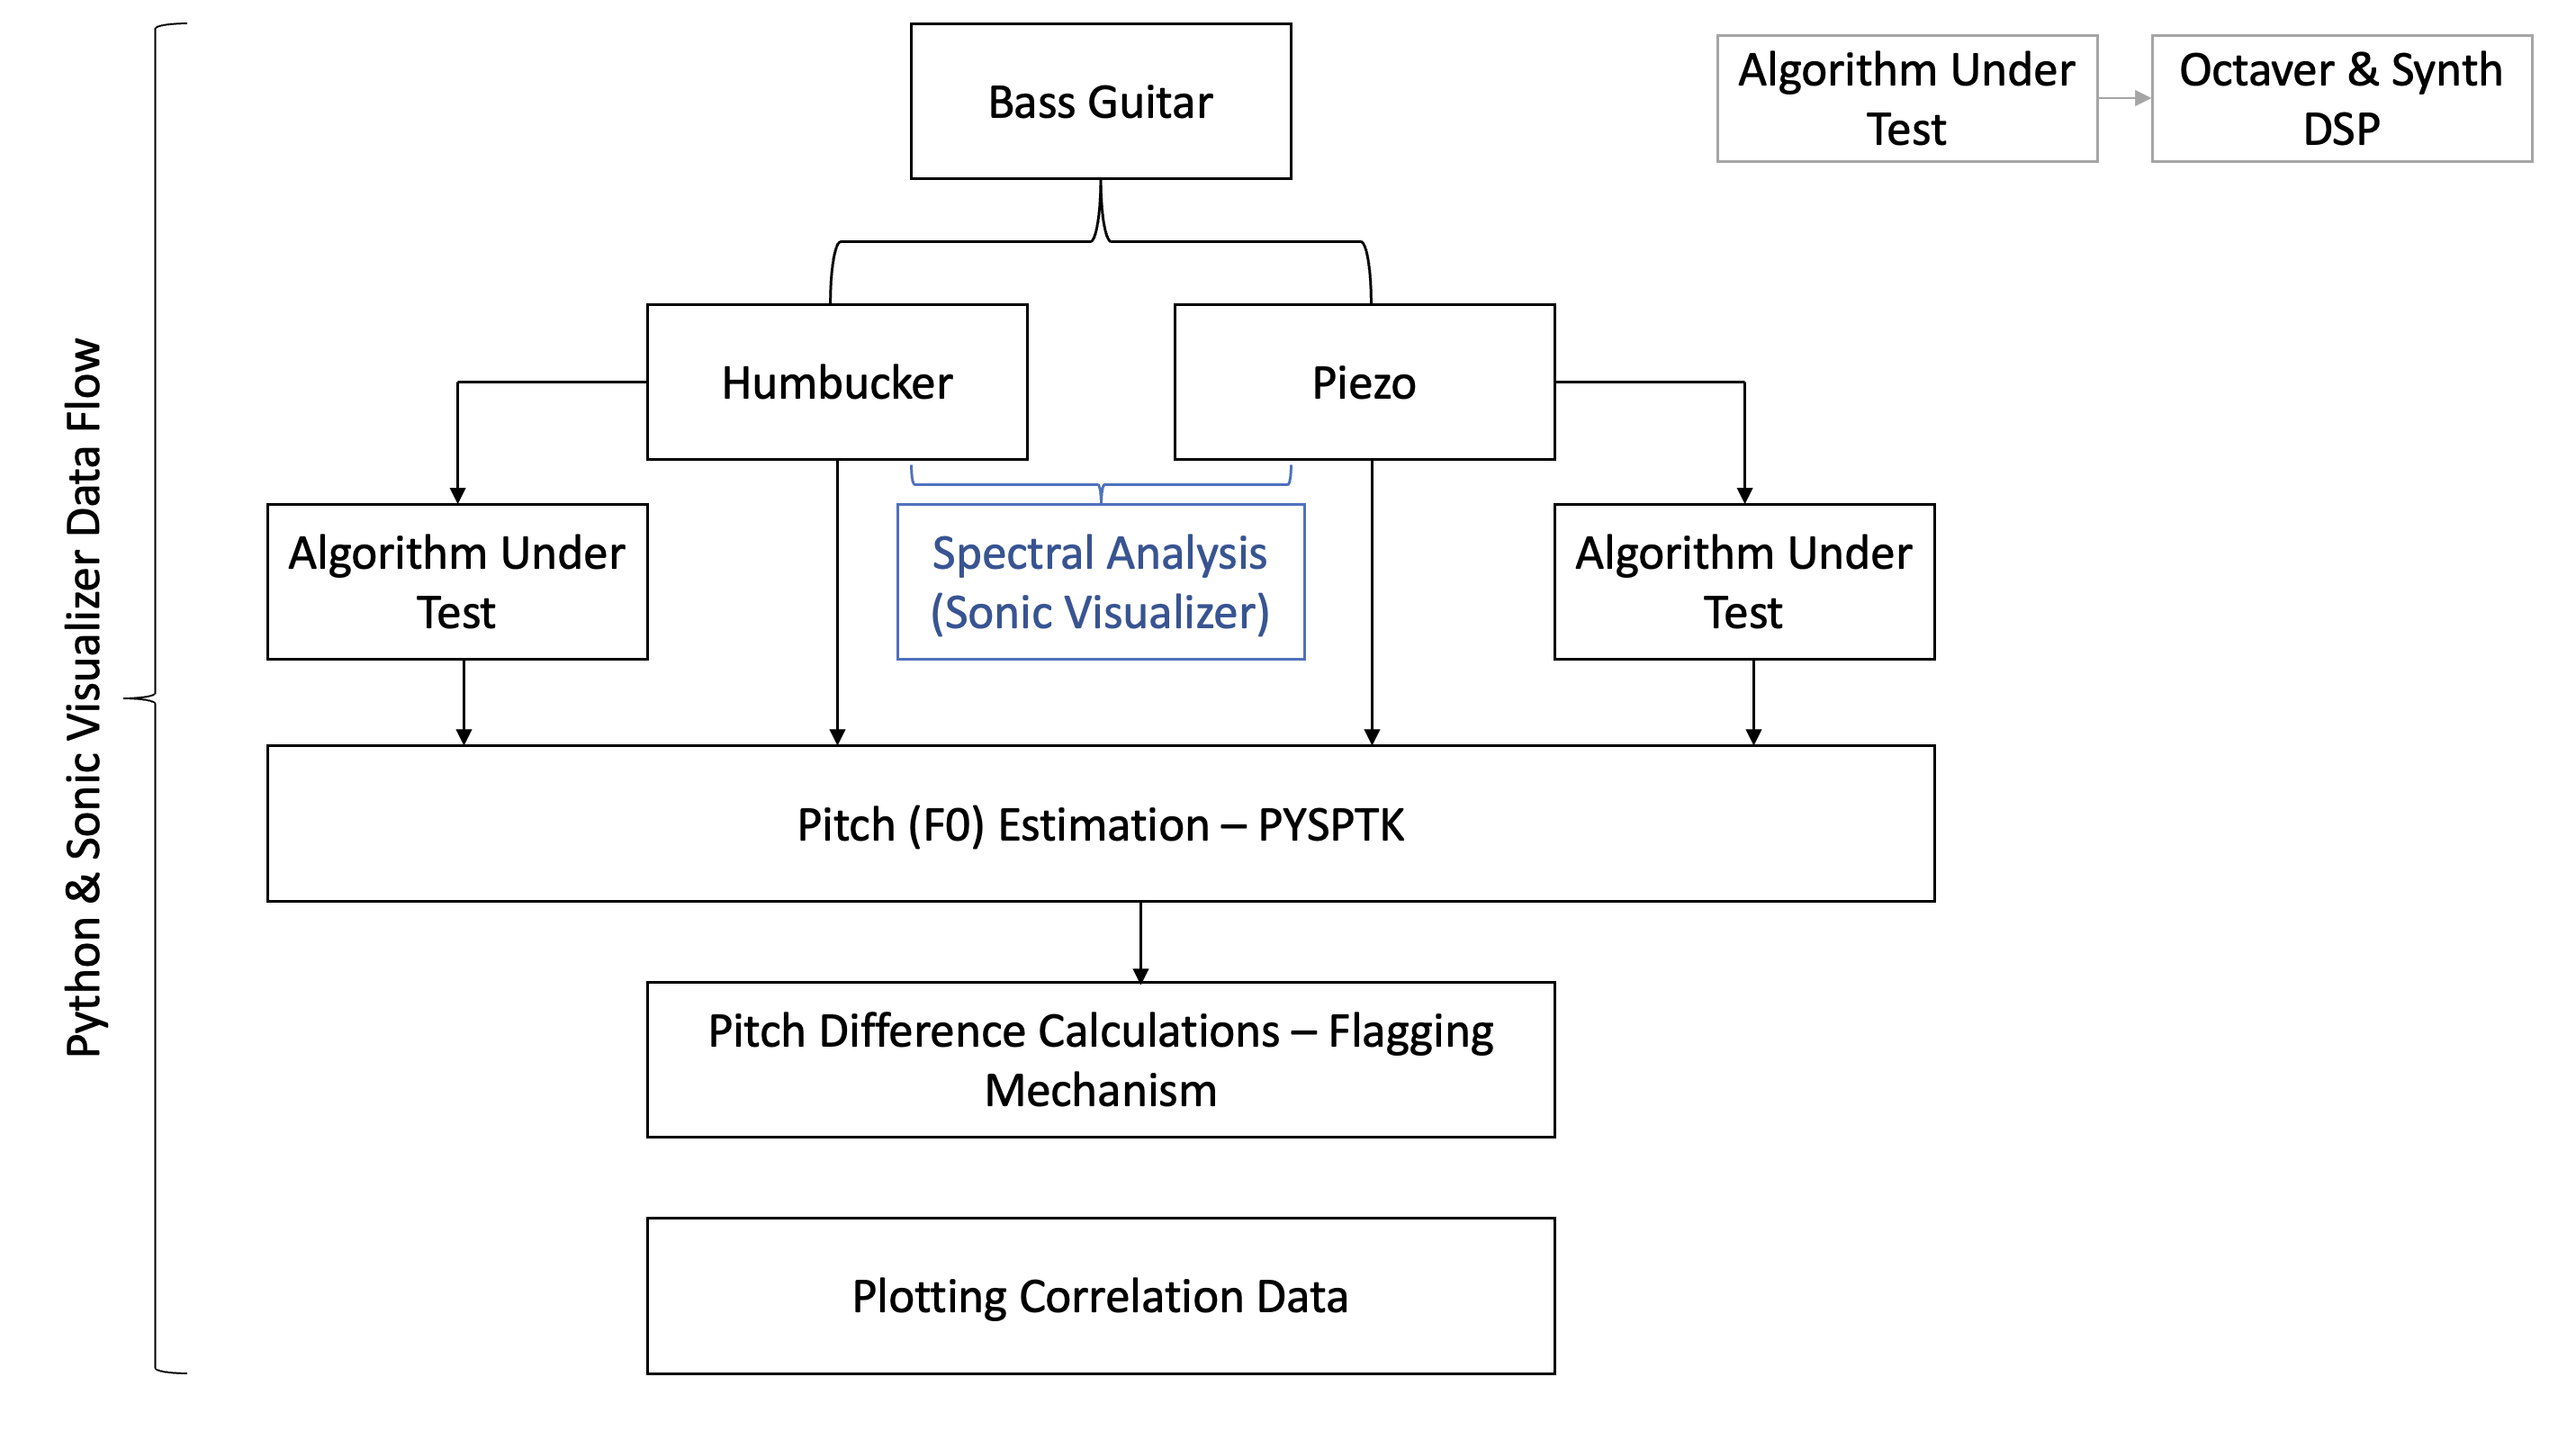 Python & Sonic Visualizer Data Flow
Bass Guitar
Algorithm Under
Test
Octaver & Synth
DSP
Humbucker
Piezo
Algorithm Under
Test
Spectral Analysis
(Sonic Visualizer)
Algorithm Under
Test
Pitch (F0) Estimation – PYSPTK
Pitch Difference Calculations – Flagging
Mechanism
Plotting Correlation Data